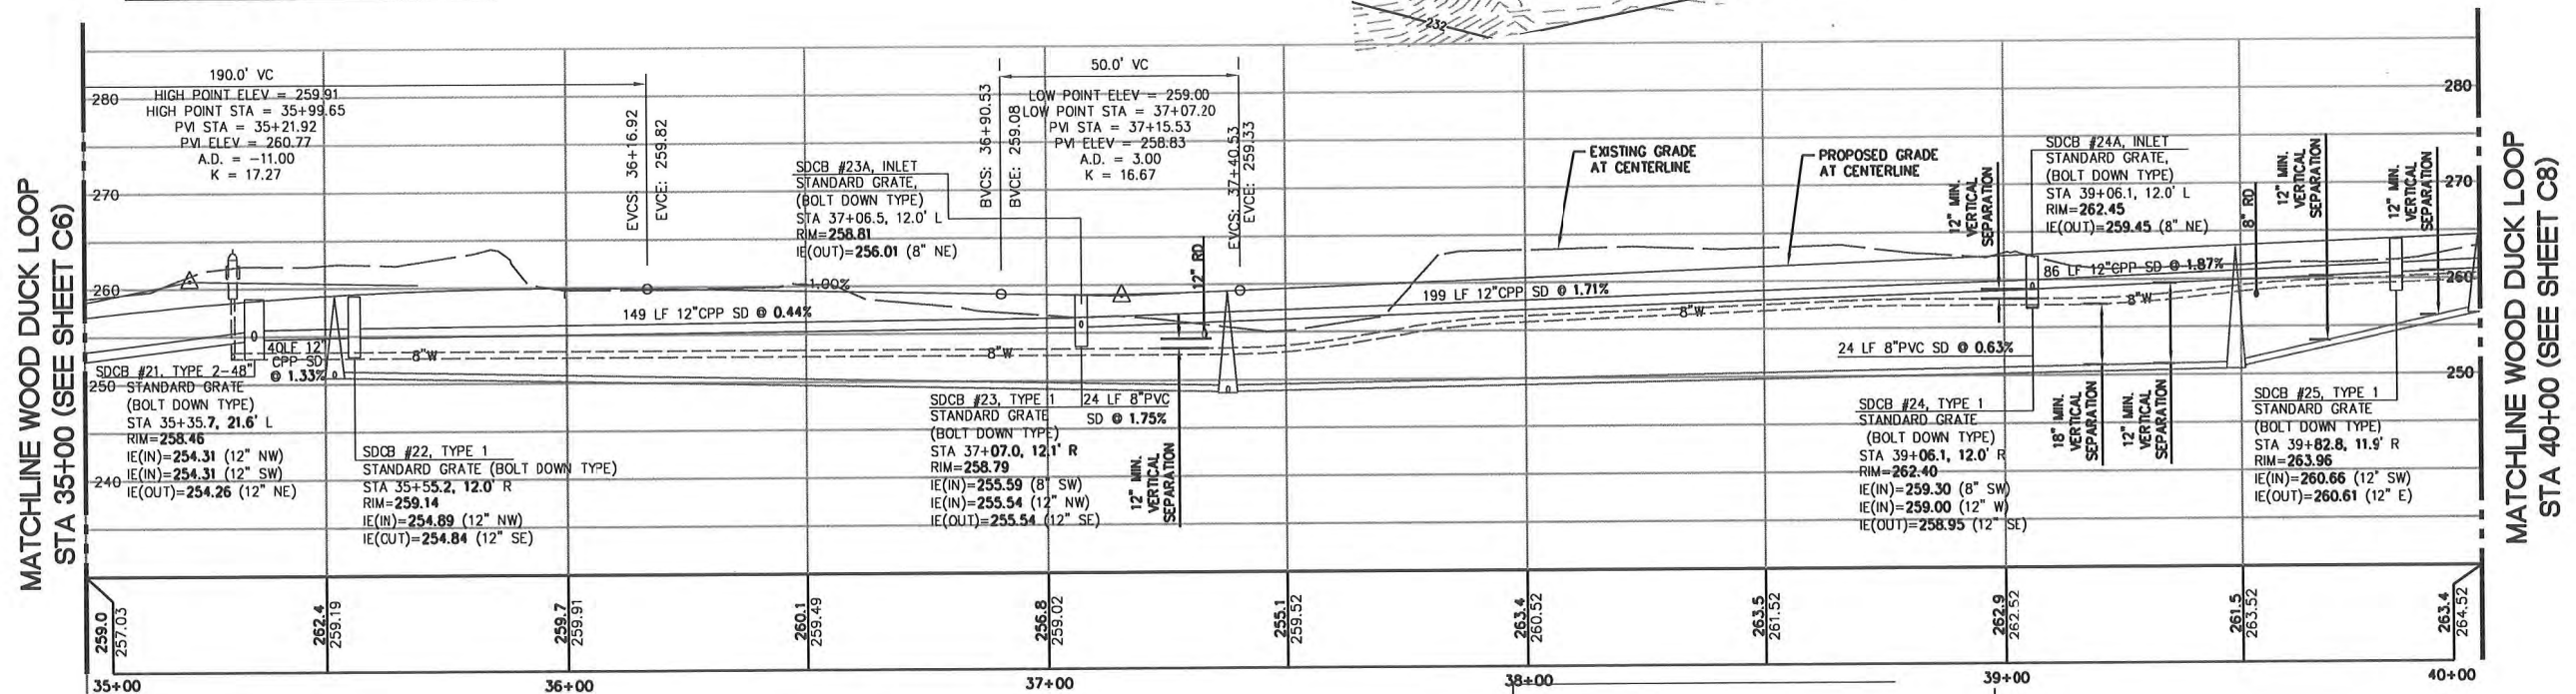 232
MATCHLINE WOOD DUCK LOOP
STA 35+00 (SEE SHEET C6)
190.0' VC
280
HIGH POINT ELEV = 259.91
HIGH POINT STA = 35+99.65
PVI STA = 35+21.92
PVI ELEV = 260.77
A.D. = -11.00
K = 17.27
270
260
250
240
EVCS: 36+16.92
EVCE: 259.82
BVCS: 36+90.53
BVCE: 259.08
50.0' VC
LOW POINT ELEV = 259.00
LOW POINT STA = 37+07.20
PVI STA = 37+15.53
PVI ELEV = 258.83
A.D. = 3.00
K = 16.67
EVCS: 37+40.53
EVCE: 259.33
SDCB #23A, INLET
STANDARD GRATE,
(BOLT DOWN TYPE)
STA 37+06.5, 12.0' L
RIM=258.81
IE(OUT)=256.01 (8" NE)
12" RD
EXISTING GRADE
AT CENTERLINE
PROPOSED GRADE
AT CENTERLINE
12" MIN.
VERTICAL
SEPARATION
SDCB #24A, INLET
STANDARD GRATE,
(BOLT DOWN TYPE)
STA 39+06.1, 12.0' L
RIM=262.45
IE(OUT)=259.45 (8" NE)
8" RD
12" MIN.
VERTICAL
SEPARATION
12" MIN.
VERTICAL
SEPARATION
280
270
260
250
-1.00%
149 LF 12"CPP SD @ 0.44%
199 LF 12"CPP SD @ 1.71%
86 LF 12"CPP SD @ 1.87%
8"W
8"W
8"W
8"W
40LF 12"
CPP SD
@ 1.33%
24 LF 8"PVC SD @ 0.63%
SDCB #21, TYPE 2-48"
STANDARD GRATE
(BOLT DOWN TYPE)
STA 35+35.7, 21.6' L
RIM=258.46
IE(IN)=254.31 (12" NW)
IE(IN)=254.31 (12" SW)
IE(OUT)=254.26 (12" NE)
SDCB #22, TYPE 1
STANDARD GRATE (BOLT DOWN TYPE)
STA 35+55.2, 12.0' R
RIM=259.14
IE(IN)=254.89 (12" NW)
IE(OUT)=254.84 (12" SE)
SDCB #23, TYPE 1
STANDARD GRATE
(BOLT DOWN TYPE)
STA 37+07.0, 12.1' R
RIM=258.79
IE(IN)=255.59 (8" SW)
IE(IN)=255.54 (12" NW)
IE(OUT)=255.54 (12" SE)
24 LF 8"PVC
SD @ 1.75%
12" MIN.
VERTICAL
SEPARATION
SDCB #24, TYPE 1
STANDARD GRATE
(BOLT DOWN TYPE)
STA 39+06.1, 12.0' R
RIM=262.40
IE(IN)=259.30 (8" SW)
IE(IN)=259.00 (12" W)
IE(OUT)=258.95 (12" SE)
18" MIN.
VERTICAL
SEPARATION
12" MIN.
VERTICAL
SEPARATION
SDCB #25, TYPE 1
STANDARD GRATE
(BOLT DOWN TYPE)
STA 39+82.8, 11.9' R
RIM=263.96
IE(IN)=260.66 (12" SW)
IE(OUT)=260.61 (12" E)
MATCHLINE WOOD DUCK LOOP
STA 40+00 (SEE SHEET C8)
259.0
257.03
262.4
259.19
259.7
259.91
260.1
259.49
256.8
259.02
255.1
259.52
263.4
260.52
263.5
261.52
262.9
262.52
261.5
263.52
263.4
264.52
35+00
36+00
37+00
38+00
39+00
40+00